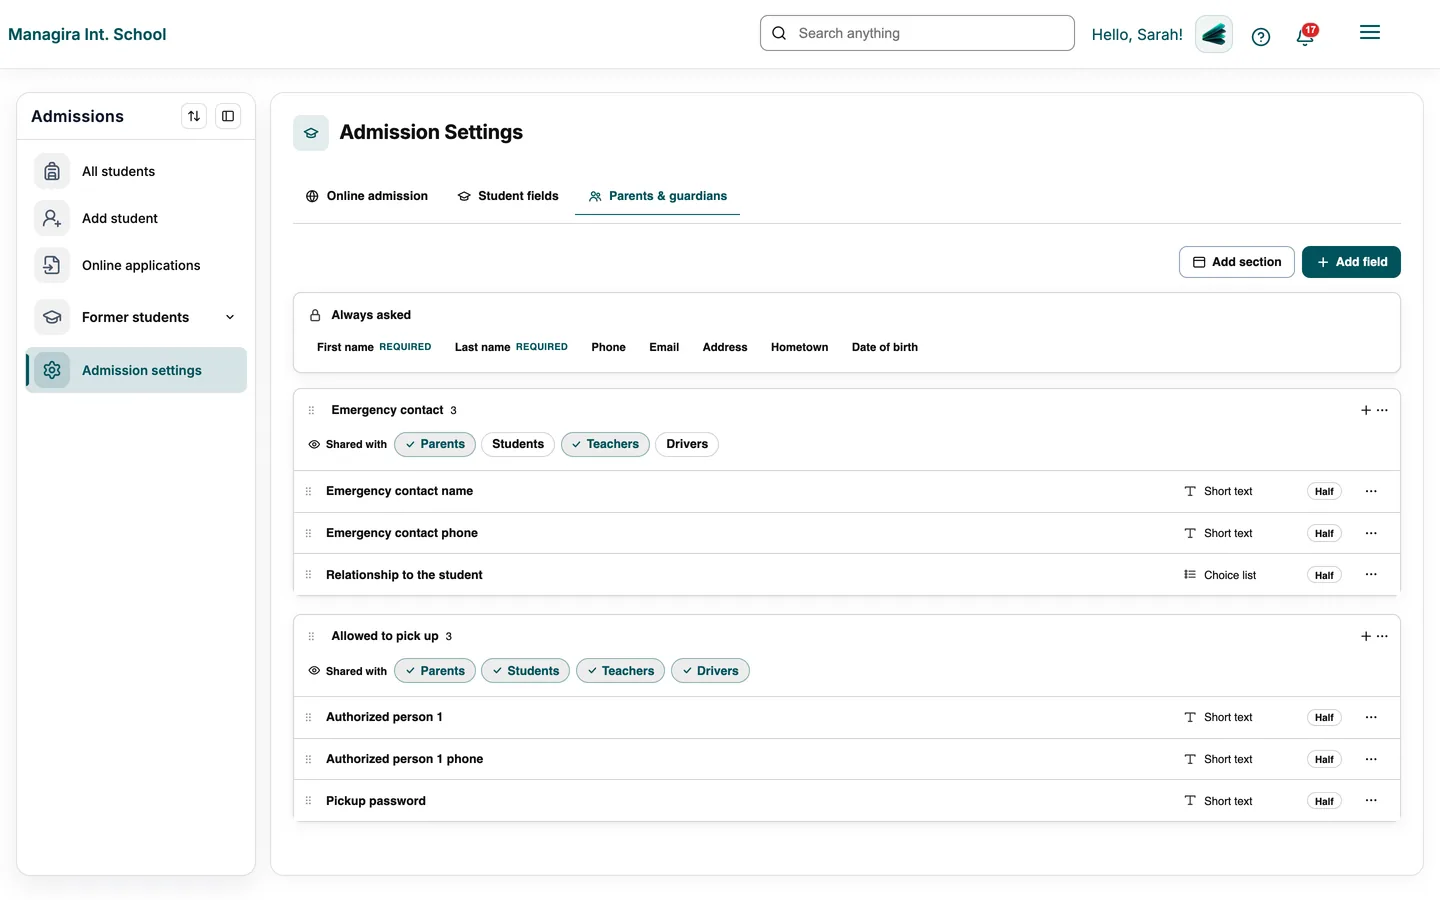 Managira Int. School
Search anything
Hello, Sarah!
17
Admissions
All students
Add student
Online applications
Former students
Admission settings
Admission Settings
Online admission
Student fields
Parents & guardians
Add section
Add field
Always asked
First name REQUIRED Last name REQUIRED Phone Email Address Hometown Date of birth
Emergency contact 3
Shared with Parents Students Teachers Drivers
Emergency contact name Short text Half
Emergency contact phone Short text Half
Relationship to the student Choice list Half
Allowed to pick up 3
Shared with Parents Students Teachers Drivers
Authorized person 1 Short text Half
Authorized person 1 phone Short text Half
Pickup password Short text Half